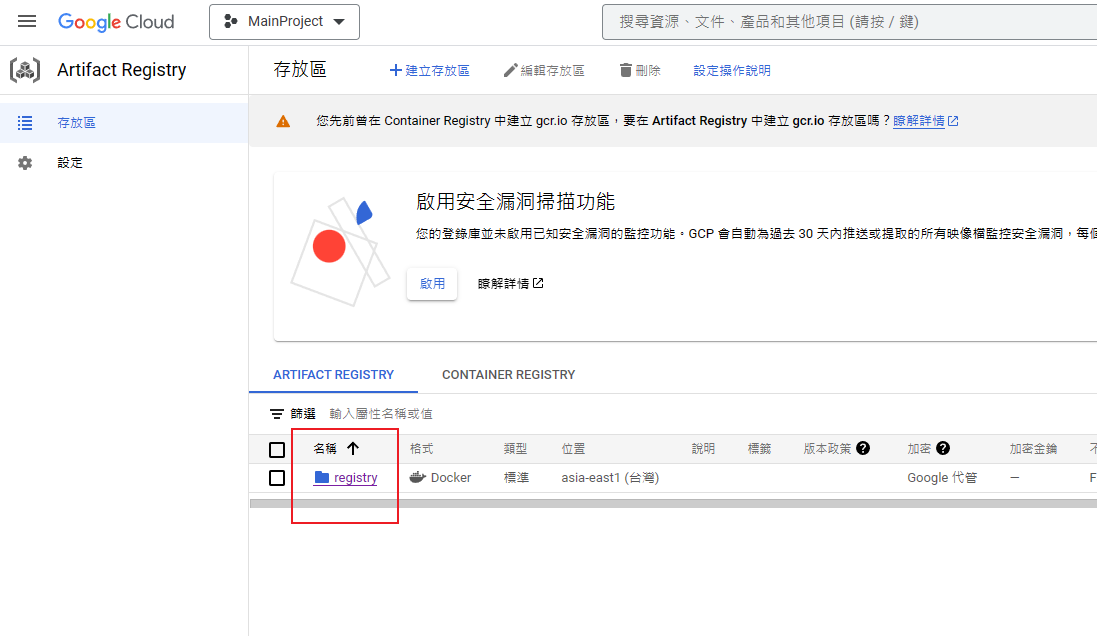 Google Cloud
MainProject
搜尋資源、文件、產品和其他項目 (請按 / 鍵)
Artifact Registry
存放區
建立存放區
編輯存放區
刪除
設定操作說明
存放區
設定
您先前曾在 Container Registry 中建立 gcr.io 存放區，要在 Artifact Registry 中建立 gcr.io 存放區嗎？瞭解詳情
啟用安全漏洞掃描功能
您的登錄庫並未啟用已知安全漏洞的監控功能。GCP 會自動為過去 30 天內推送或提取的所有映像檔監控安全漏洞，每個
啟用
瞭解詳情
ARTIFACT REGISTRY
CONTAINER REGISTRY
篩選 輸入屬性名稱或值
名稱 格式 類型 位置 說明 標籤 版本政策 加密 加密金鑰 不
registry Docker 標準 asia-east1 (台灣) Google 代管 — F